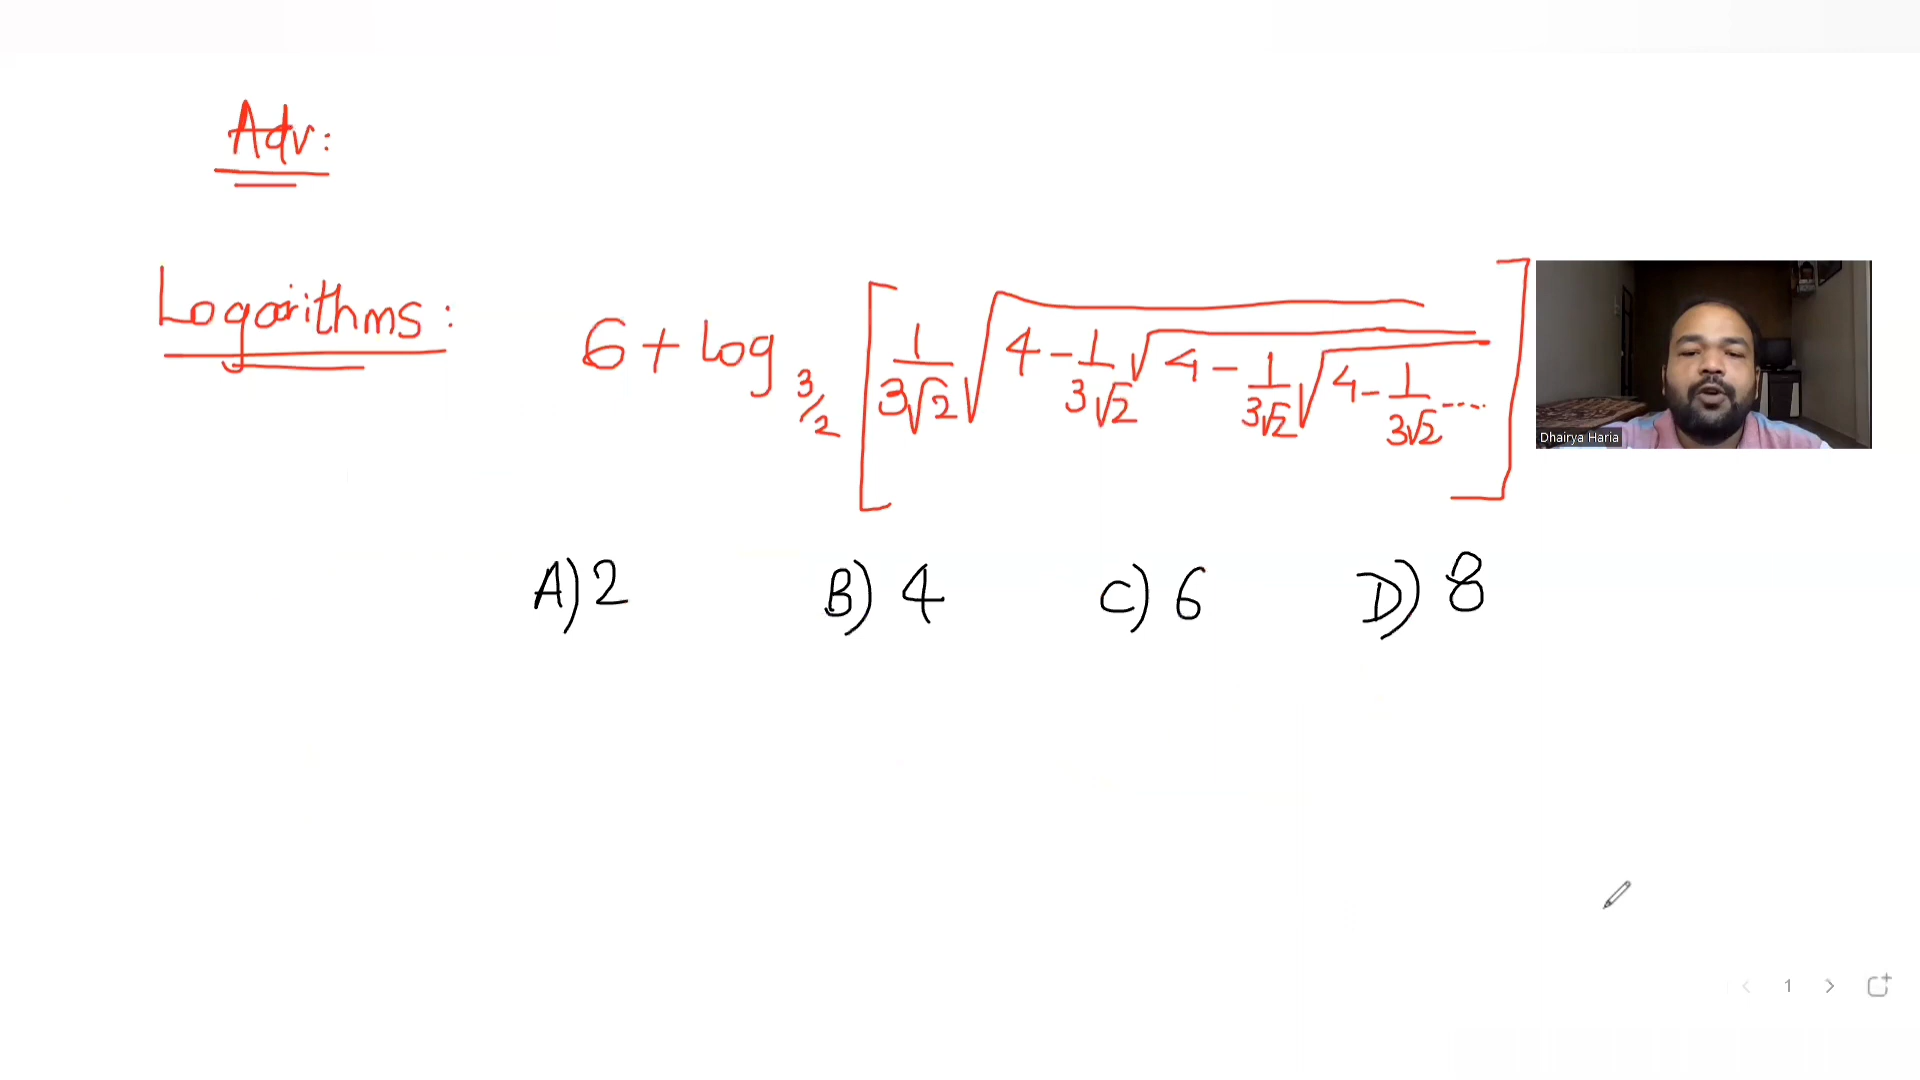 Adv:
Logarithms: 6 + log_{3/2} [ 1/(3√2) √(4 - 1/(3√2) √(4 - 1/(3√2) √(4 - 1/(3√2) .... ]
Dhairya Haria
A) 2 B) 4 C) 6 D) 8
1